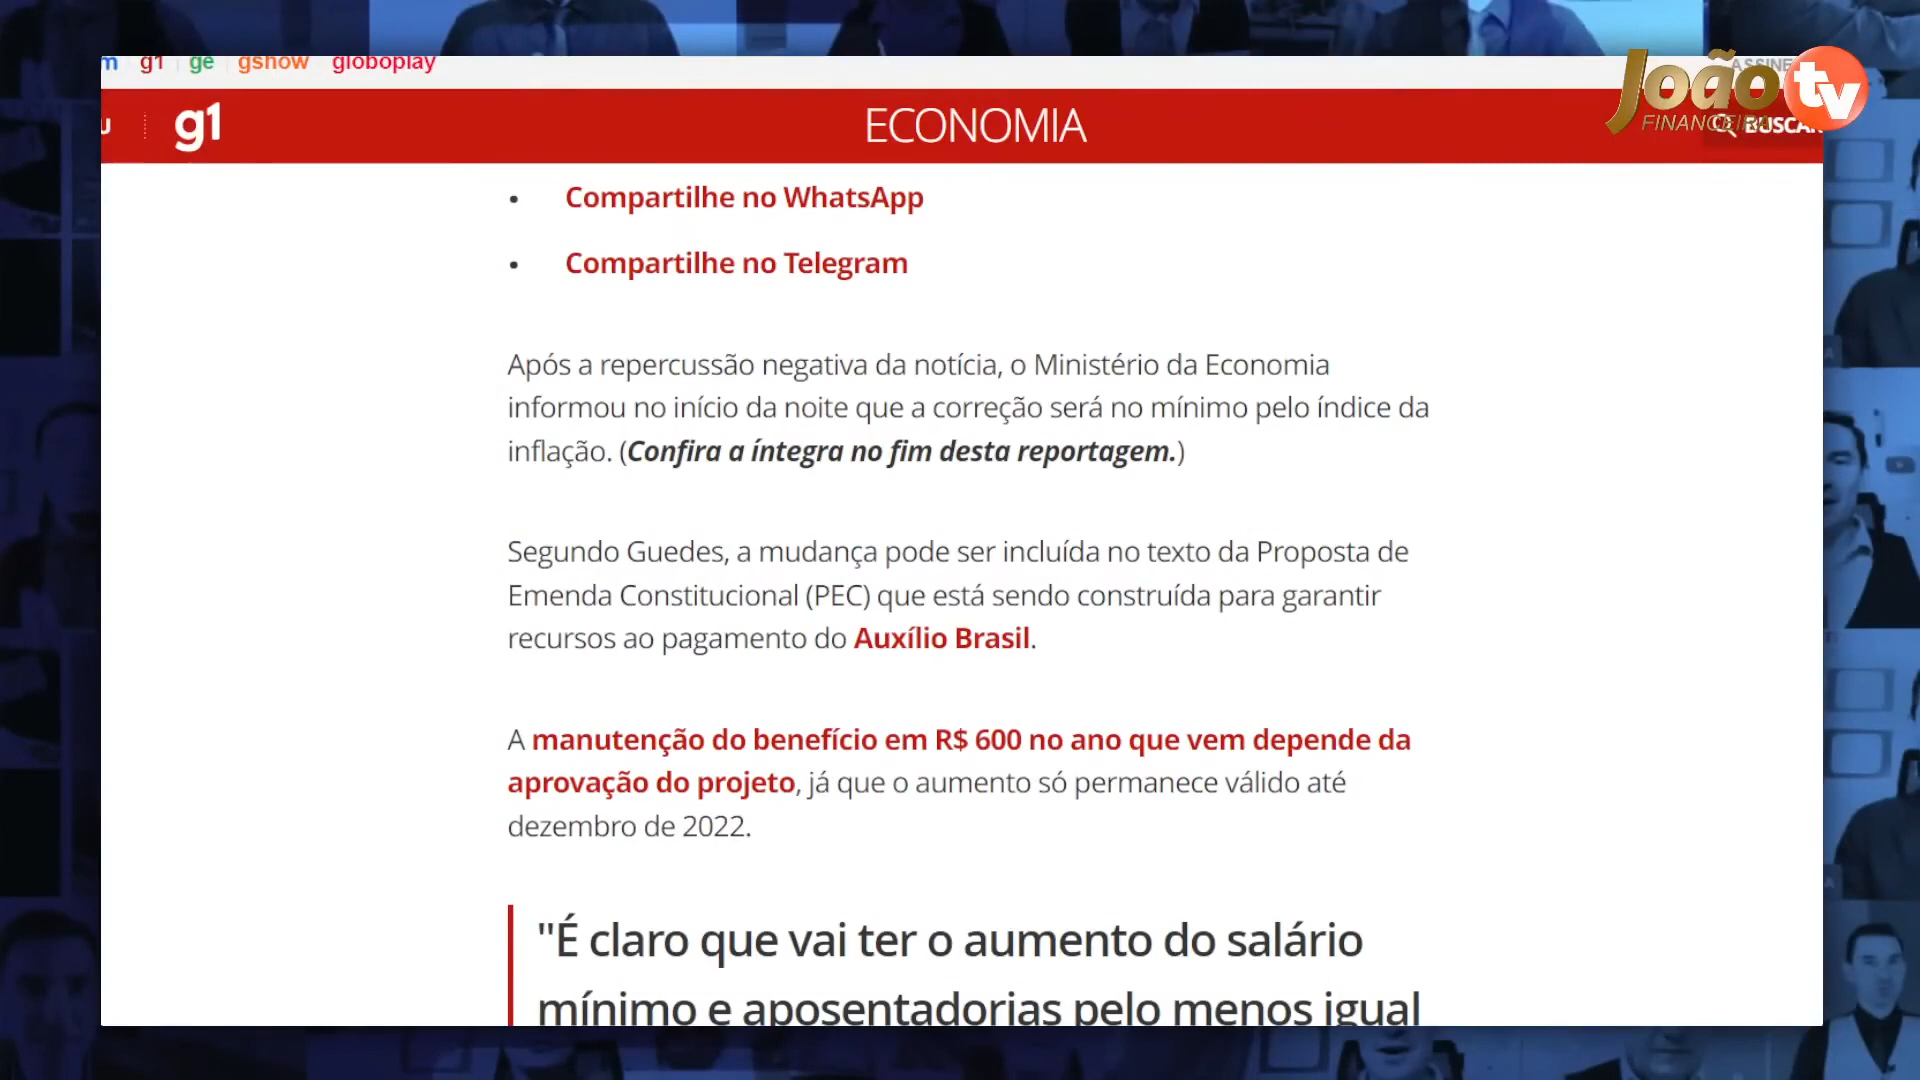 m g1 ge gshow globoplay
ASSINE
João tv
FINANCEIRA
g1 ECONOMIA BUSCAR
• Compartilhe no WhatsApp
• Compartilhe no Telegram
Após a repercussão negativa da notícia, o Ministério da Economia
informou no início da noite que a correção será no mínimo pelo índice da
inflação. (Confira a íntegra no fim desta reportagem.)
Segundo Guedes, a mudança pode ser incluída no texto da Proposta de
Emenda Constitucional (PEC) que está sendo construída para garantir
recursos ao pagamento do Auxílio Brasil.
A manutenção do benefício em R$ 600 no ano que vem depende da
aprovação do projeto, já que o aumento só permanece válido até
dezembro de 2022.
"É claro que vai ter o aumento do salário
mínimo e aposentadorias pelo menos igual